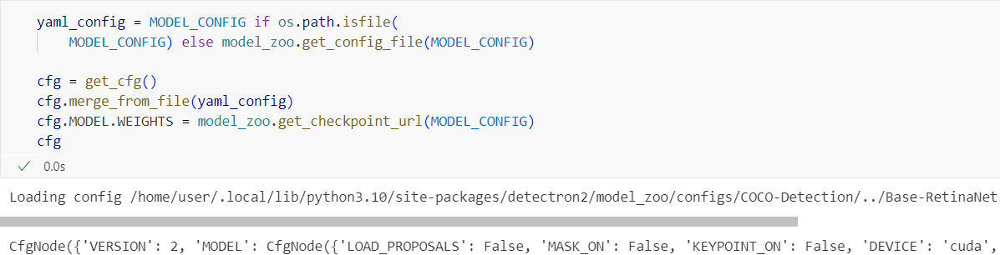 yaml_config = MODEL_CONFIG if os.path.isfile(
    MODEL_CONFIG) else model_zoo.get_config_file(MODEL_CONFIG)
cfg = get_cfg()
cfg.merge_from_file(yaml_config)
cfg.MODEL.WEIGHTS = model_zoo.get_checkpoint_url(MODEL_CONFIG)
cfg
0.0s
Loading config /home/user/.local/lib/python3.10/site-packages/detectron2/model_zoo/configs/COCO-Detection/../Base-RetinaNet
CfgNode({'VERSION': 2, 'MODEL': CfgNode({'LOAD_PROPOSALS': False, 'MASK_ON': False, 'KEYPOINT_ON': False, 'DEVICE': 'cuda',